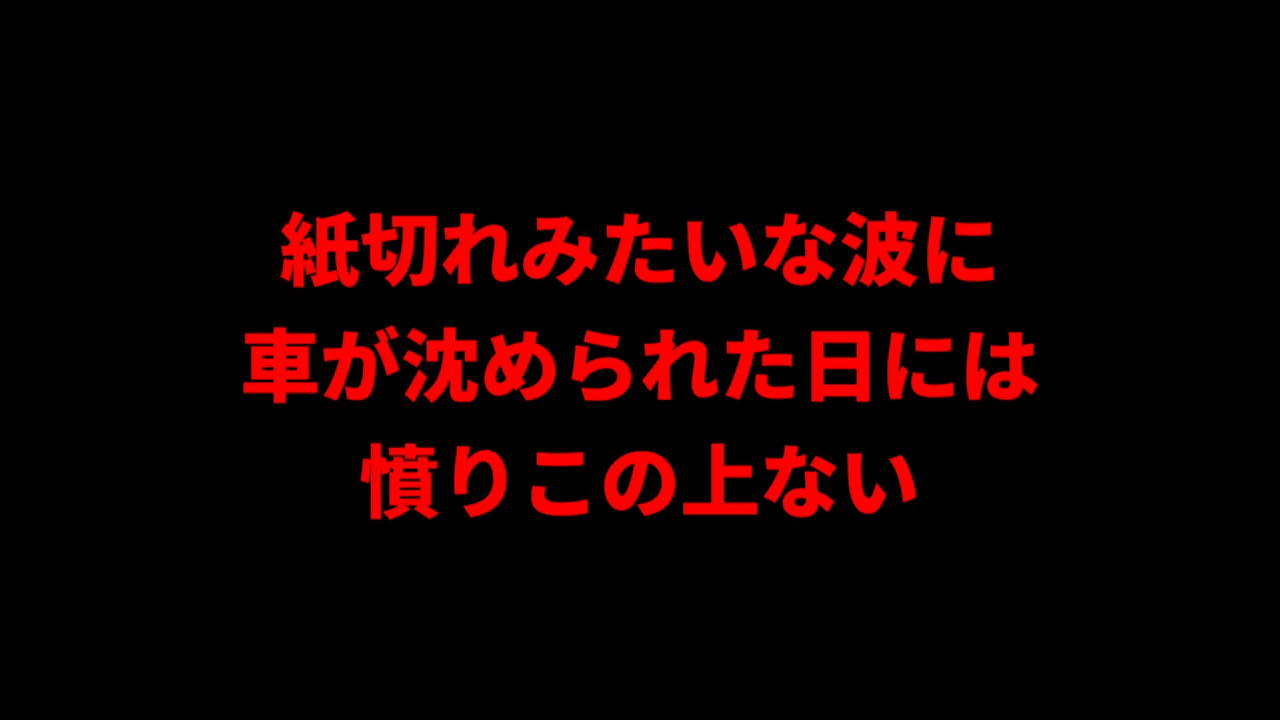 紙切れみたいな波に
車が沈められた日には
憤りこの上ない